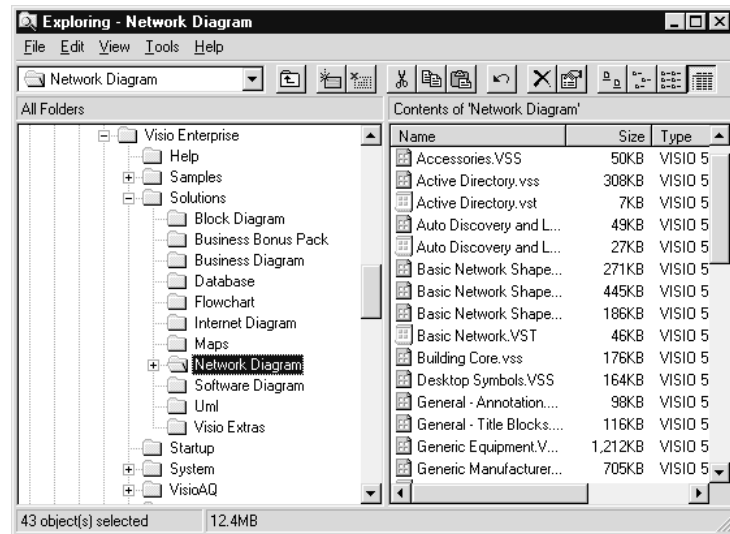 Exploring - Network Diagram
File Edit View Tools Help
Network Diagram
All Folders
Contents of 'Network Diagram'
Visio Enterprise
Help
Samples
Solutions
Block Diagram
Business Bonus Pack
Business Diagram
Database
Flowchart
Internet Diagram
Maps
Network Diagram
Software Diagram
Uml
Visio Extras
Startup
System
VisioAQ
Name Size Type
Accessories.VSS 50KB VISIO 5
Active Directory.vss 308KB VISIO 5
Active Directory.vst 7KB VISIO 5
Auto Discovery and L... 49KB VISIO 5
Auto Discovery and L... 27KB VISIO 5
Basic Network Shape... 271KB VISIO 5
Basic Network Shape... 445KB VISIO 5
Basic Network Shape... 186KB VISIO 5
Basic Network.VST 46KB VISIO 5
Building Core.vss 176KB VISIO 5
Desktop Symbols.VSS 164KB VISIO 5
General - Annotation.... 98KB VISIO 5
General - Title Blocks.... 116KB VISIO 5
Generic Equipment.V... 1,212KB VISIO 5
Generic Manufacturer... 705KB VISIO 5
43 object(s) selected 12.4MB